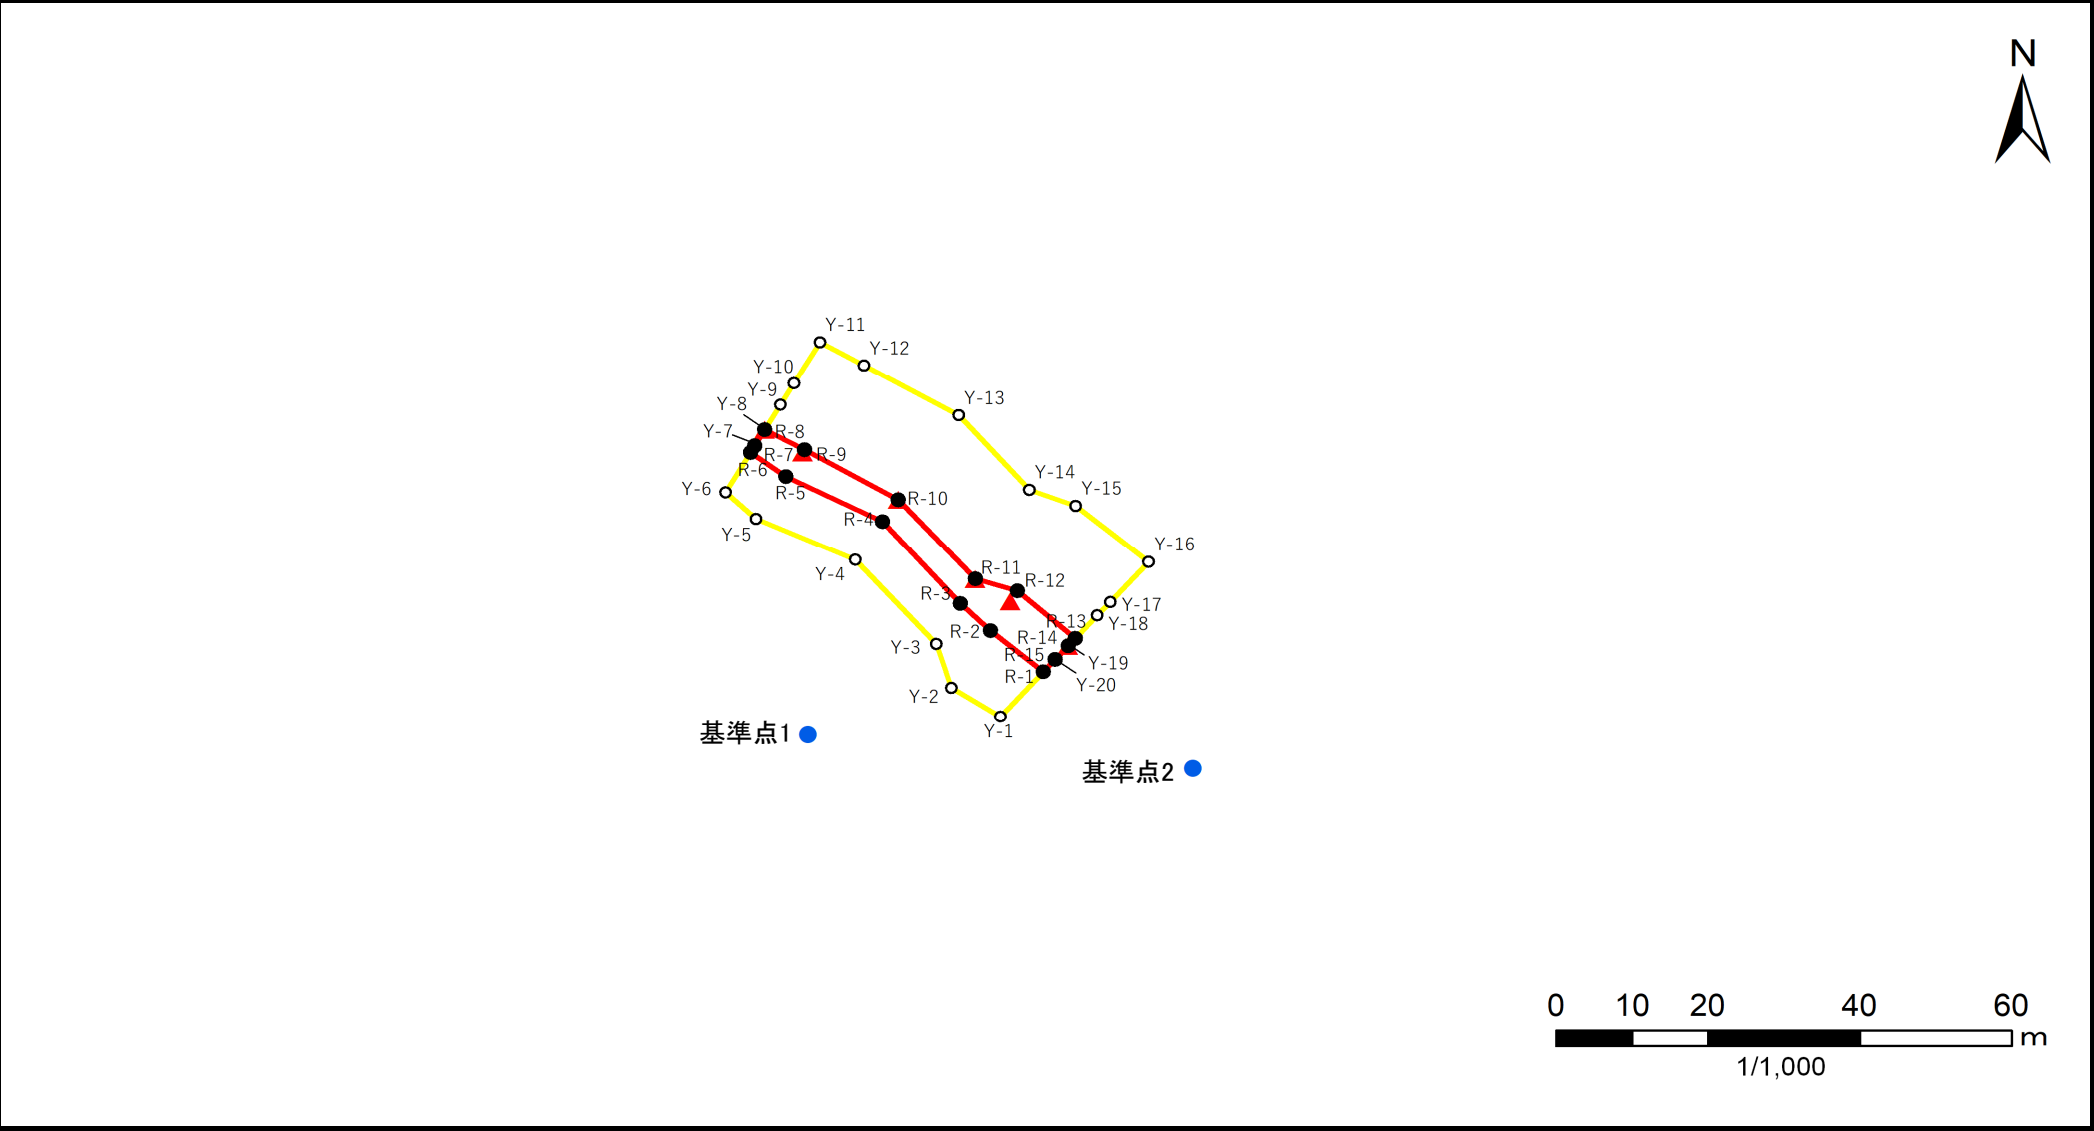 N
Y-11
Y-12
Y-10
Y-9
Y-13
Y-8
Y-7
R-8
R-7
R-9
R-6
Y-14
Y-6
R-5
Y-15
R-10
R-4
Y-5
Y-16
R-11
Y-4
R-12
R-3
Y-17
R-13
Y-18
R-2
R-14
Y-3
R-15
Y-19
R-1
Y-20
Y-2
Y-1
基準点1
基準点2
0 10 20 40 60
m
1/1,000